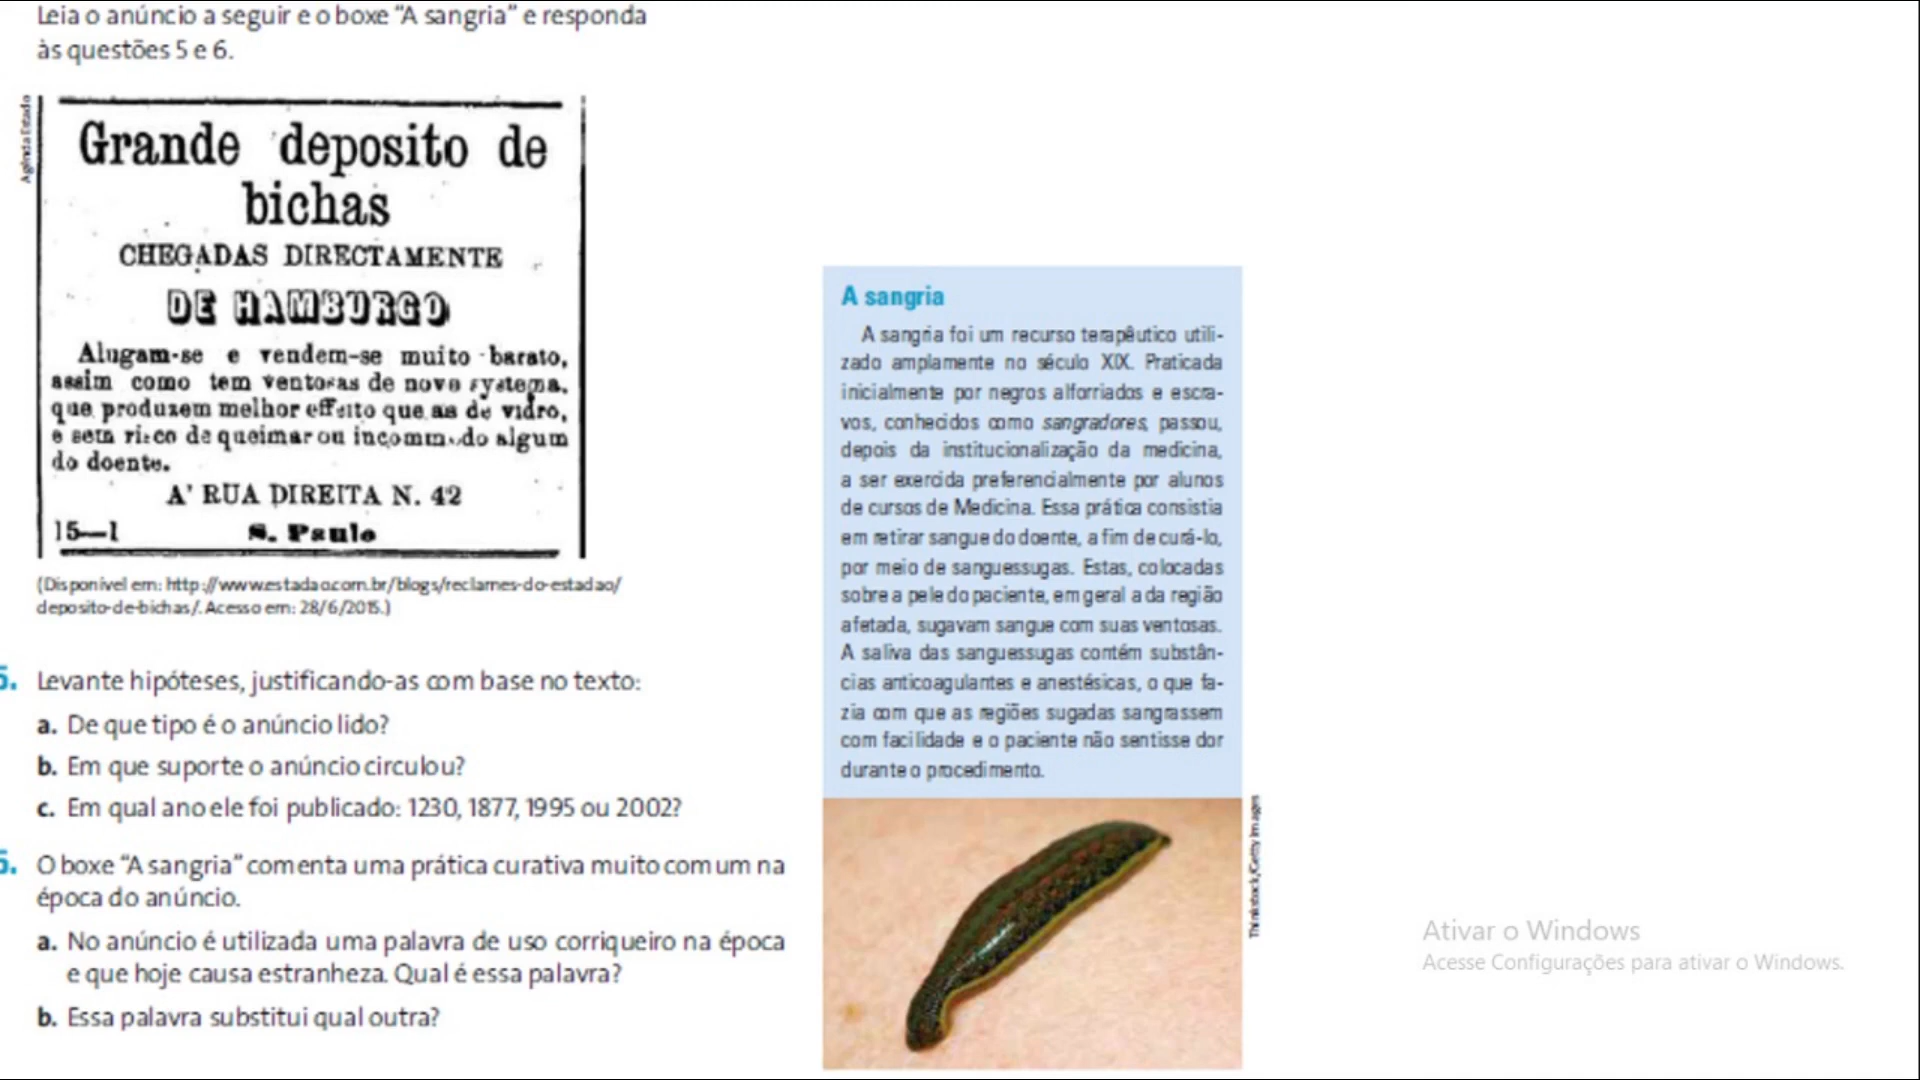 Leia o anúncio a seguir e o boxe “A sangria” e responda
às questões 5 e 6.
Agência Estado
Grande deposito de
bichas
CHEGADAS DIRECTAMENTE
DE HAMBURGO
Alugam-se e vendem-se muito barato,
assim como tem ventosas de novo systema,
que produzem melhor effeito que as de vidro,
e sem risco de queimar ou incommodo algum
do doente.
A' RUA DIREITA N. 42
15—1 S. Paulo
(Disponível em: http://www.estadao.com.br/blogs/reclames-do-estadao/
deposito-de-bichas/. Acesso em: 28/6/2015.)
5. Levante hipóteses, justificando-as com base no texto:
a. De que tipo é o anúncio lido?
b. Em que suporte o anúncio circulou?
c. Em qual ano ele foi publicado: 1230, 1877, 1995 ou 2002?
6. O boxe “A sangria” comenta uma prática curativa muito comum na
época do anúncio.
a. No anúncio é utilizada uma palavra de uso corriqueiro na época
e que hoje causa estranheza. Qual é essa palavra?
b. Essa palavra substitui qual outra?
A sangria
A sangria foi um recurso terapêutico utili-
zado amplamente no século XIX. Praticada
inicialmente por negros alforriados e escra-
vos, conhecidos como sangradores, passou,
depois da institucionalização da medicina,
a ser exercida preferencialmente por alunos
de cursos de Medicina. Essa prática consistia
em retirar sangue do doente, a fim de curá-lo,
por meio de sanguessugas. Estas, colocadas
sobre a pele do paciente, em geral a da região
afetada, sugavam sangue com suas ventosas.
A saliva das sanguessugas contém substân-
cias anticoagulantes e anestésicas, o que fa-
zia com que as regiões sugadas sangrassem
com facilidade e o paciente não sentisse dor
durante o procedimento.
Thinkstock/Getty Images
Ativar o Windows
Acesse Configurações para ativar o Windows.